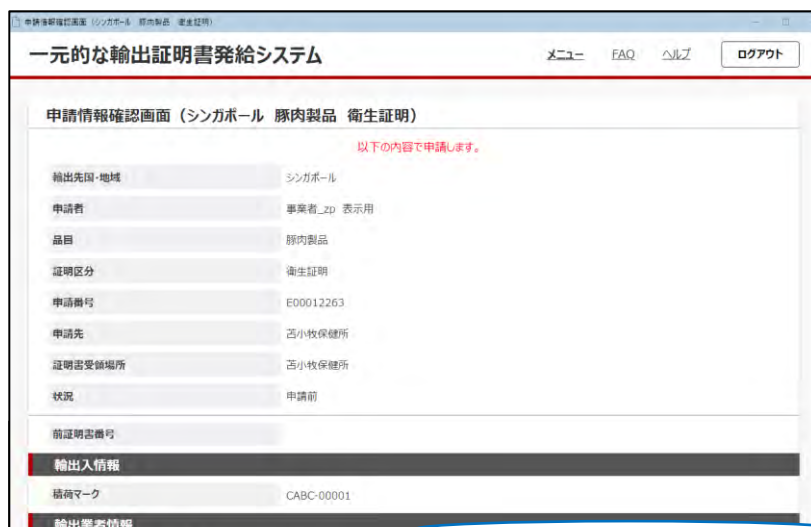 申請情報確認画面（シンガポール 豚肉製品 衛生証明）
一元的な輸出証明書発給システム
メニュー FAQ ヘルプ ログアウト
申請情報確認画面（シンガポール 豚肉製品 衛生証明）
以下の内容で申請します。
輸出先国・地域 シンガポール
申請者 事業者_zp 表示用
品目 豚肉製品
証明区分 衛生証明
申請番号 E00012263
申請先 苫小牧保健所
証明書受領場所 苫小牧保健所
状況 申請前
前証明書番号
輸出入情報
積荷マーク CABC-00001
輸出業者情報